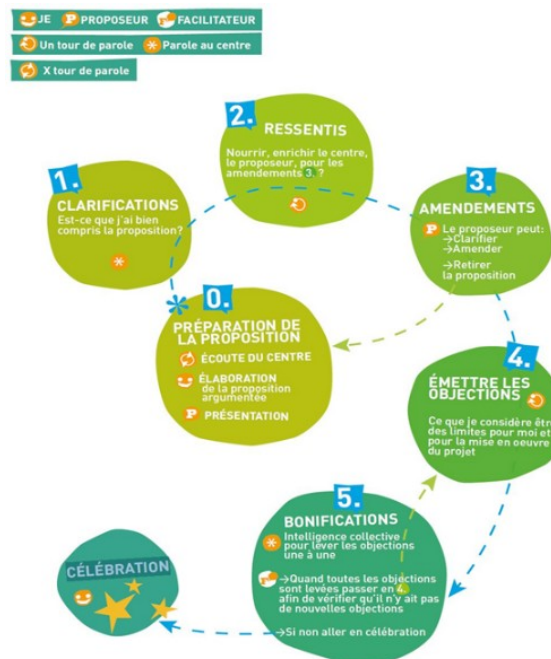 JE P PROPOSEUR FACILITATEUR
Un tour de parole Parole au centre
X tour de parole
1.
CLARIFICATIONS
Est-ce que j'ai bien
compris la proposition?
2.
RESSENTIS
Nourrir, enrichir le centre,
le proposeur, pour les
amendements 3. ?
3.
AMENDEMENTS
P Le proposeur peut:
→Clarifier
→Amender
→Retirer
la proposition
0.
PRÉPARATION DE
LA PROPOSITION
ÉCOUTE DU CENTRE
ÉLABORATION
de la proposition
argumentée
P PRÉSENTATION
4.
ÉMETTRE LES
OBJECTIONS
Ce que je considère êtr
des limites pour moi et
pour la mise en oeuvre
du projet
5.
BONIFICATIONS
Intelligence collective
pour lever les objections
une à une
→Quand toutes les objections
sont levées passer en 4.
afin de vérifier qu'il n'y ait pas
de nouvelles objections
→Si non aller en célébration
CÉLÉBRATION